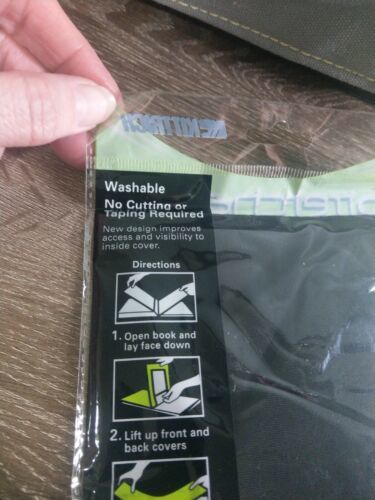 Washable
No Cutting or
Taping Required
New design improves
access and visibility to
inside cover.
Directions
1. Open book and
lay face down
2. Lift up front and
back covers